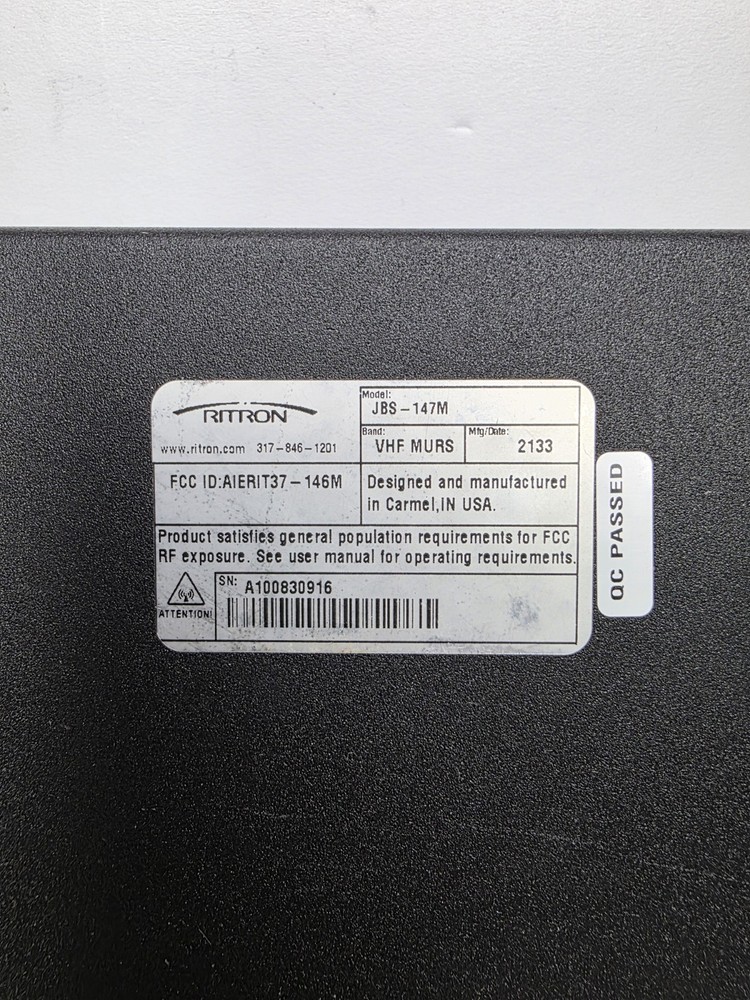 RITRON
www.ritron.com 317-846-1201
Model:
JBS-147M
Band:
VHF MURS
Mfg/Date:
2133
FCC ID:AIERIT37-146M
Designed and manufactured
in Carmel,IN USA.
Product satisfies general population requirements for FCC
RF exposure. See user manual for operating requirements.
ATTENTION!
SN: A100830916
QC PASSED